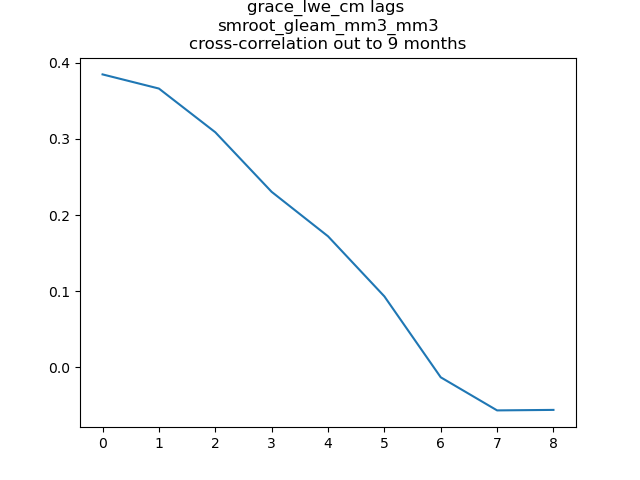 grace_lwe_cm lags
smroot_gleam_mm3_mm3
cross-correlation out to 9 months
0.4
0.3
0.2
0.1
0.0
0 1 2 3 4 5 6 7 8